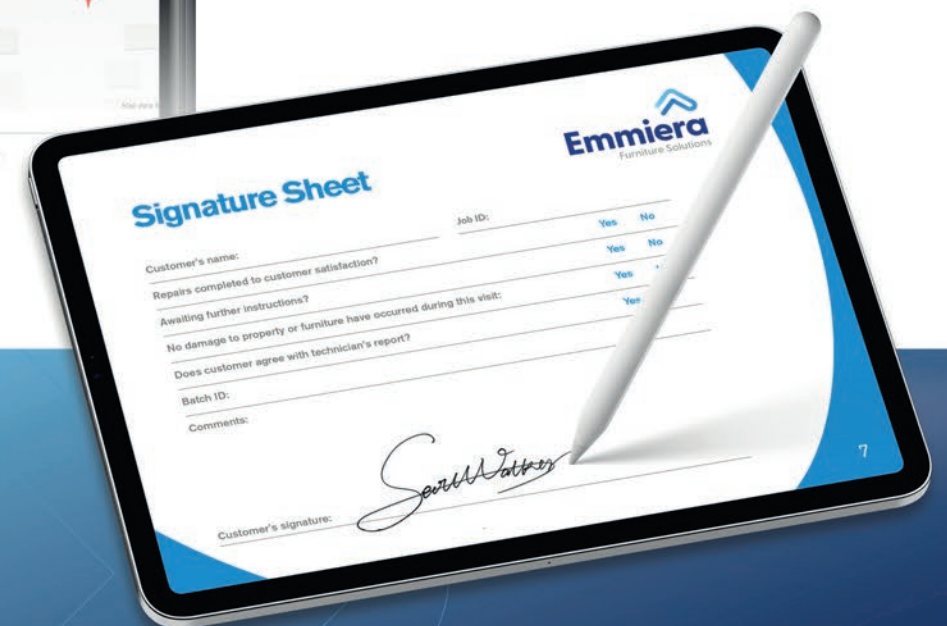 Emmiera
Furniture Solutions
Signature Sheet
Customer's name: Job ID:
Repairs completed to customer satisfaction? Yes No
Awaiting further instructions? Yes No
No damage to property or furniture have occurred during this visit: Yes
Does customer agree with technician's report? Yes
Batch ID:
Comments:
Customer's signature:
7